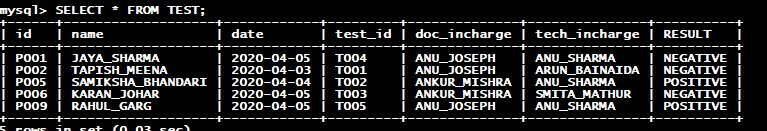 mysql> SELECT * FROM TEST;
| id | name | date | test_id | doc_incharge | tech_incharge | RESULT |
| P001 | JAYA_SHARMA | 2020-04-05 | T004 | ANU_JOSEPH | ANU_SHARMA | NEGATIVE |
| P002 | TAPISH_MEENA | 2020-04-03 | T001 | ANU_JOSEPH | ARUN_BAINAIDA | NEGATIVE |
| P005 | SAMIKSHA_BHANDARI | 2020-04-04 | T002 | ANKUR_MISHRA | ANU_SHARMA | POSITIVE |
| P006 | KARAN_JOHAR | 2020-04-05 | T003 | ANKUR_MISHRA | SMITA_MATHUR | NEGATIVE |
| P009 | RAHUL_GARG | 2020-04-05 | T005 | ANU_JOSEPH | ANU_SHARMA | POSITIVE |
5 rows in set (0.03 sec)